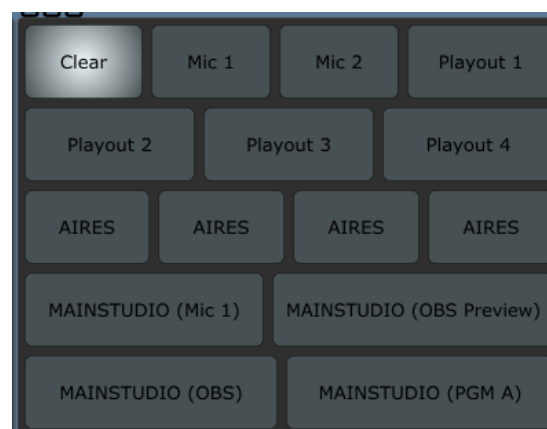 Clear Mic 1 Mic 2 Playout 1
Playout 2 Playout 3 Playout 4
AIRES AIRES AIRES AIRES
MAINSTUDIO (Mic 1) MAINSTUDIO (OBS Preview)
MAINSTUDIO (OBS) MAINSTUDIO (PGM A)